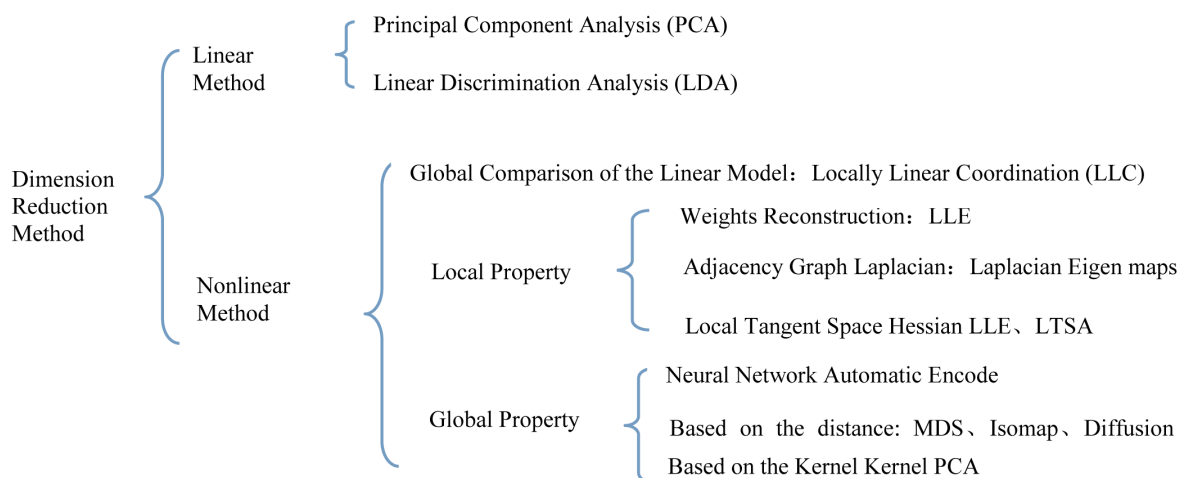 Dimension
Reduction
Method
Linear
Method
Principal Component Analysis (PCA)
Linear Discrimination Analysis (LDA)
Nonlinear
Method
Global Comparison of the Linear Model：Locally Linear Coordination (LLC)
Local Property
Weights Reconstruction：LLE
Adjacency Graph Laplacian：Laplacian Eigen maps
Local Tangent Space Hessian LLE、LTSA
Global Property
Neural Network Automatic Encode
Based on the distance: MDS、Isomap、Diffusion
Based on the Kernel Kernel PCA